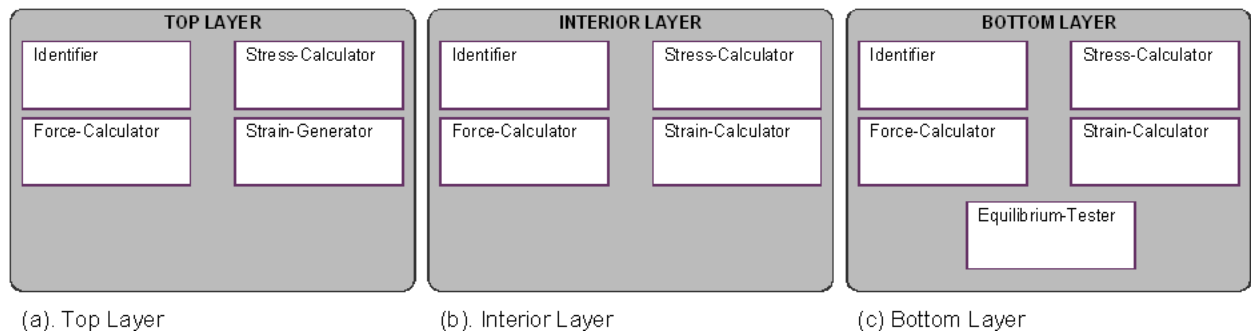 TOP LAYER
Identifier
Stress-Calculator
Force-Calculator
Strain-Generator
(a). Top Layer
INTERIOR LAYER
Identifier
Stress-Calculator
Force-Calculator
Strain-Calculator
(b). Interior Layer
BOTTOM LAYER
Identifier
Stress-Calculator
Force-Calculator
Strain-Calculator
Equilibrium-Tester
(c) Bottom Layer